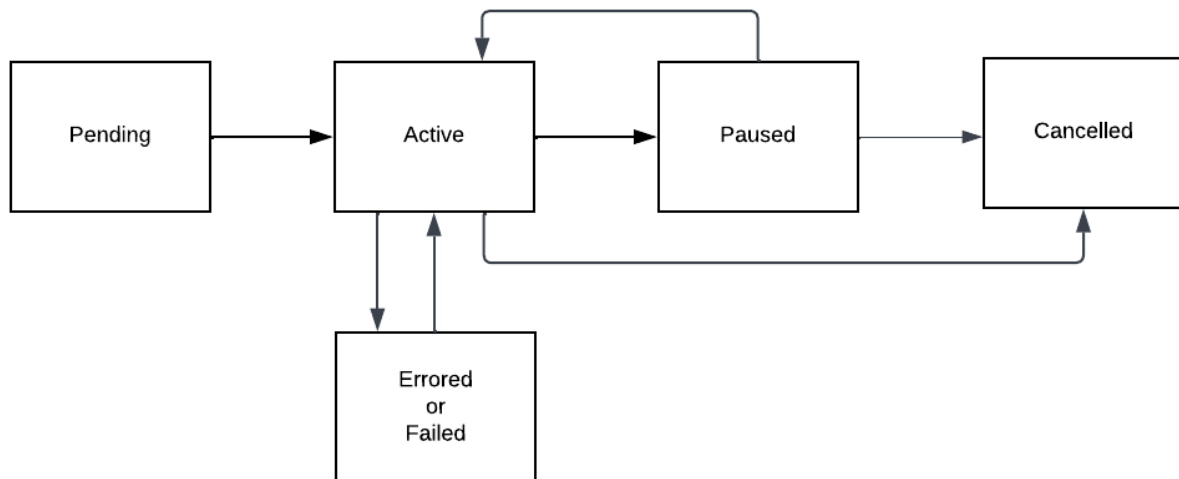 Pending
Active
Paused
Cancelled
Errored
or
Failed